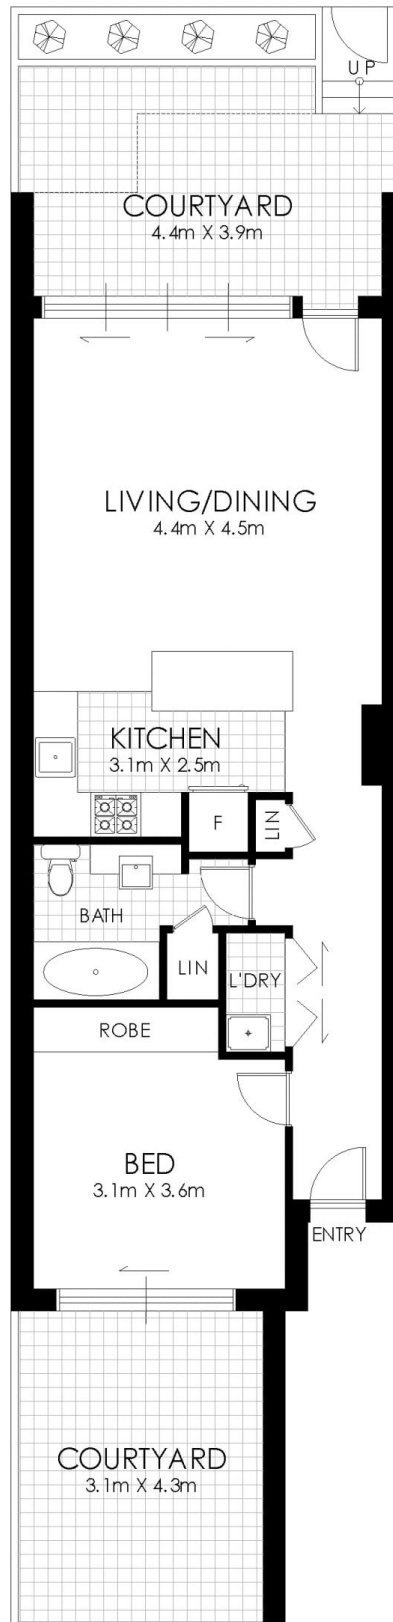 UP
COURTYARD
4.4m X 3.9m
LIVING/DINING
4.4m X 4.5m
KITCHEN
3.1m X 2.5m
F
LIN
BATH
LIN
L'DRY
ROBE
BED
3.1m X 3.6m
ENTRY
COURTYARD
3.1m X 4.3m